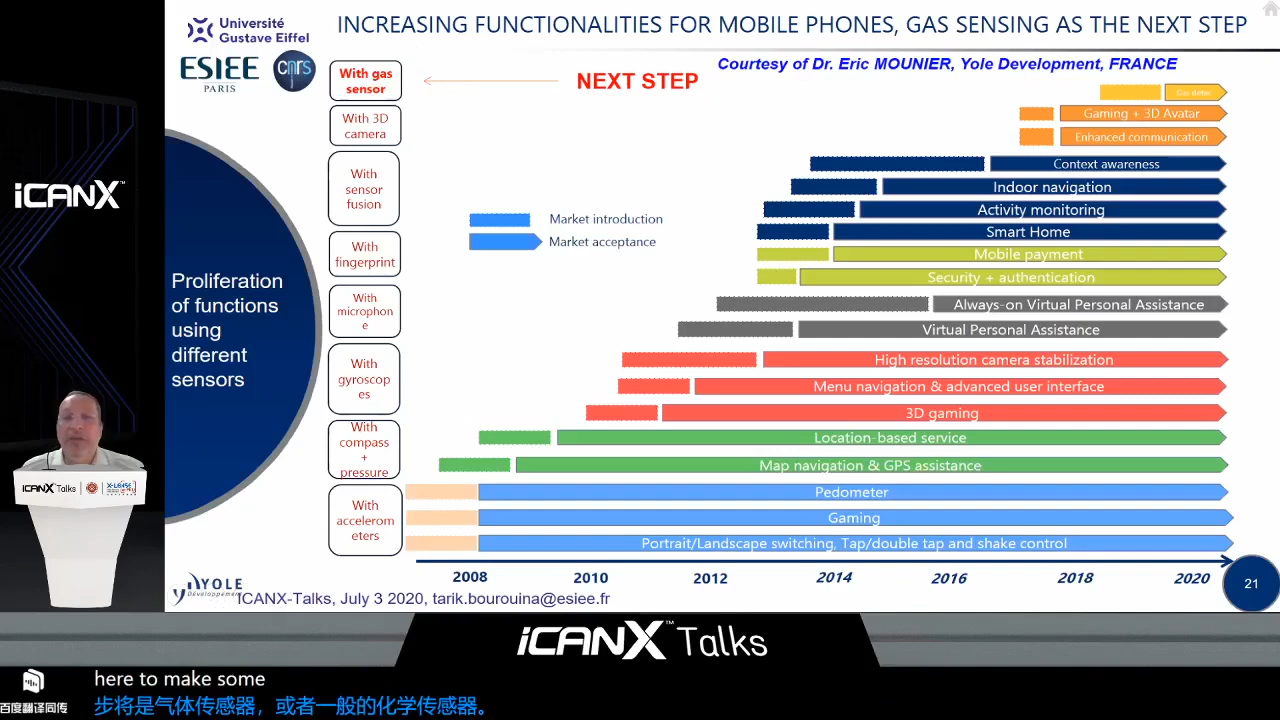 Université
Gustave Eiffel
ESIEE
PARIS
cnrs
INCREASING FUNCTIONALITIES FOR MOBILE PHONES, GAS SENSING AS THE NEXT STEP
Courtesy of Dr. Eric MOUNIER, Yole Development, FRANCE
With gas
sensor
NEXT STEP
With 3D
camera
Gaming + 3D Avatar
Enhanced communication
With
sensor
fusion
Context awareness
Indoor navigation
Activity monitoring
Smart Home
Market introduction
Market acceptance
With
fingerprint
Mobile payment
Security + authentication
With
microphon
e
Always-on Virtual Personal Assistance
Virtual Personal Assistance
With
gyroscop
es
High resolution camera stabilization
Menu navigation & advanced user interface
3D gaming
With
compass
+
pressure
Location-based service
Map navigation & GPS assistance
With
accelerom
eters
Pedometer
Gaming
Portrait/Landscape switching, Tap/double tap and shake control
2008 2010 2012 2014 2016 2018 2020
iCANX™
Proliferation
of functions
using
different
sensors
iCANX Talks
YOLE
Développement
ICANX-Talks, July 3 2020, tarik.bourouina@esiee.fr
21
iCANX™ Talks
here to make some
百度翻译同传
步将是气体传感器，或者一般的化学传感器。